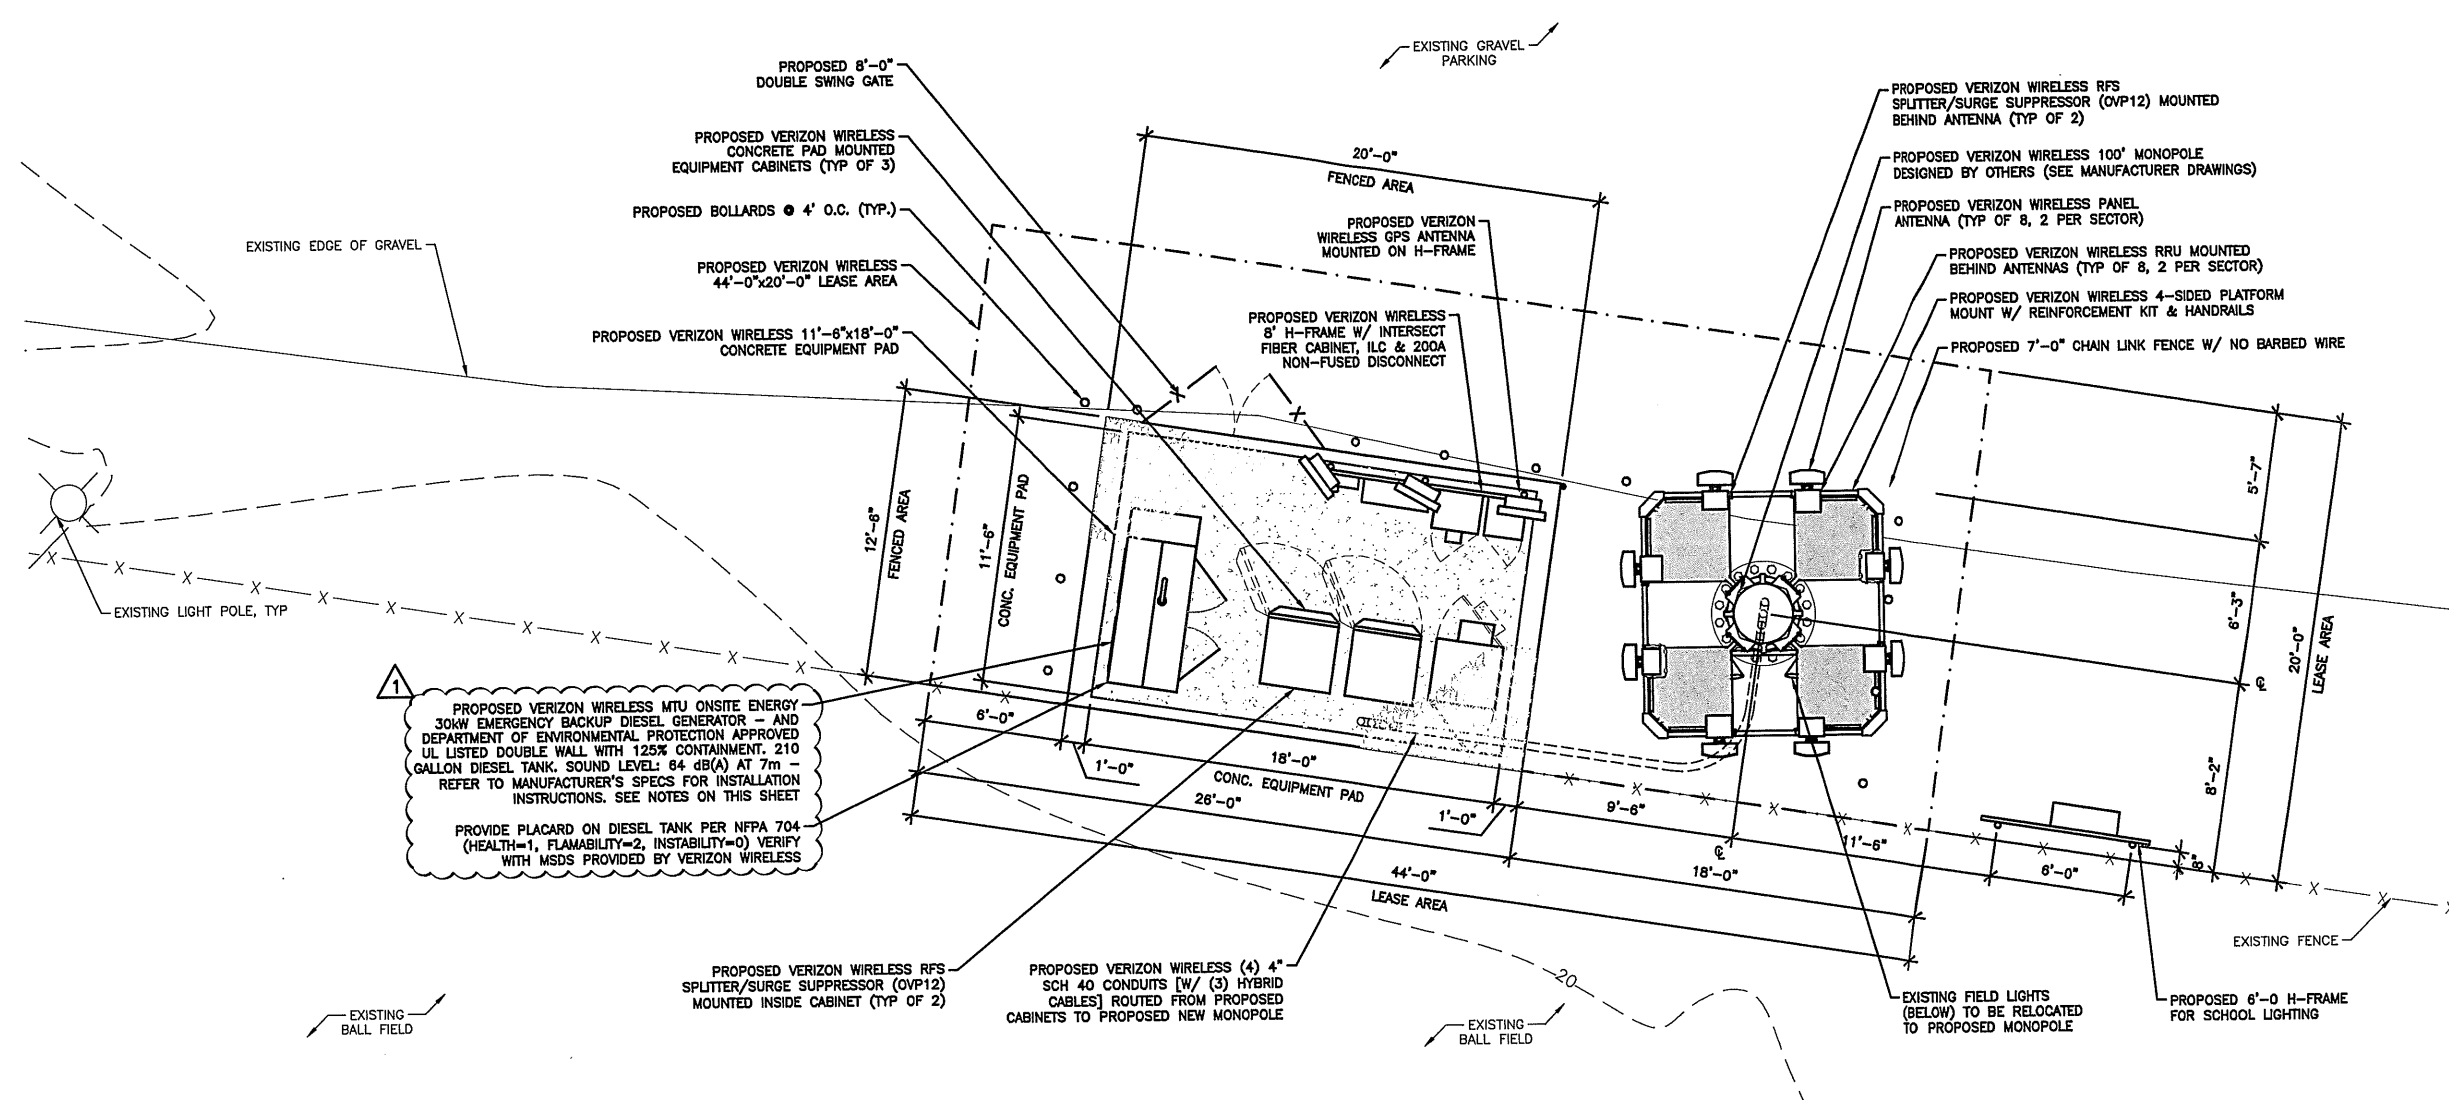 EXISTING GRAVEL
PARKING
PROPOSED 8'-0"
DOUBLE SWING GATE
PROPOSED VERIZON WIRELESS
CONCRETE PAD MOUNTED
EQUIPMENT CABINETS (TYP OF 3)
PROPOSED BOLLARDS @ 4' O.C. (TYP.)
EXISTING EDGE OF GRAVEL
PROPOSED VERIZON WIRELESS
44'-0"x20'-0" LEASE AREA
PROPOSED VERIZON WIRELESS 11'-6"x18'-0"
CONCRETE EQUIPMENT PAD
20'-0"
FENCED AREA
PROPOSED VERIZON
WIRELESS GPS ANTENNA
MOUNTED ON H-FRAME
PROPOSED VERIZON WIRELESS
8' H-FRAME W/ INTERSECT
FIBER CABINET, ILC & 200A
NON-FUSED DISCONNECT
PROPOSED VERIZON WIRELESS RFS
SPLITTER/SURGE SUPPRESSOR (OVP12) MOUNTED
BEHIND ANTENNA (TYP OF 2)
PROPOSED VERIZON WIRELESS 100' MONOPOLE
DESIGNED BY OTHERS (SEE MANUFACTURER DRAWINGS)
PROPOSED VERIZON WIRELESS PANEL
ANTENNA (TYP OF 8, 2 PER SECTOR)
PROPOSED VERIZON WIRELESS RRU MOUNTED
BEHIND ANTENNAS (TYP OF 8, 2 PER SECTOR)
PROPOSED VERIZON WIRELESS 4-SIDED PLATFORM
MOUNT W/ REINFORCEMENT KIT & HANDRAILS
PROPOSED 7'-0" CHAIN LINK FENCE W/ NO BARBED WIRE
12'-6"
FENCED AREA
11'-6"
CONC. EQUIPMENT PAD
5'-7"
6'-3"
20'-0"
LEASE AREA
8'-2"
EXISTING LIGHT POLE, TYP
1
PROPOSED VERIZON WIRELESS MTU ONSITE ENERGY
30kW EMERGENCY BACKUP DIESEL GENERATOR - AND
DEPARTMENT OF ENVIRONMENTAL PROTECTION APPROVED
UL LISTED DOUBLE WALL WITH 125% CONTAINMENT. 210
GALLON DIESEL TANK. SOUND LEVEL: 64 dB(A) AT 7m -
REFER TO MANUFACTURER'S SPECS FOR INSTALLATION
INSTRUCTIONS. SEE NOTES ON THIS SHEET
PROVIDE PLACARD ON DIESEL TANK PER NFPA 704
(HEALTH=1, FLAMABILITY=2, INSTABILITY=0) VERIFY
WITH MSDS PROVIDED BY VERIZON WIRELESS
6'-0"
1'-0"
18'-0"
CONC. EQUIPMENT PAD
1'-0"
26'-0"
9'-6"
11'-6"
18'-0"
6'-0"
8"
44'-0"
LEASE AREA
EXISTING FENCE
PROPOSED VERIZON WIRELESS RFS
SPLITTER/SURGE SUPPRESSOR (OVP12)
MOUNTED INSIDE CABINET (TYP OF 2)
PROPOSED VERIZON WIRELESS (4) 4"
SCH 40 CONDUITS [W/ (3) HYBRID
CABLES] ROUTED FROM PROPOSED
CABINETS TO PROPOSED NEW MONOPOLE
20
EXISTING FIELD LIGHTS
(BELOW) TO BE RELOCATED
TO PROPOSED MONOPOLE
PROPOSED 6'-0 H-FRAME
FOR SCHOOL LIGHTING
EXISTING
BALL FIELD
EXISTING
BALL FIELD